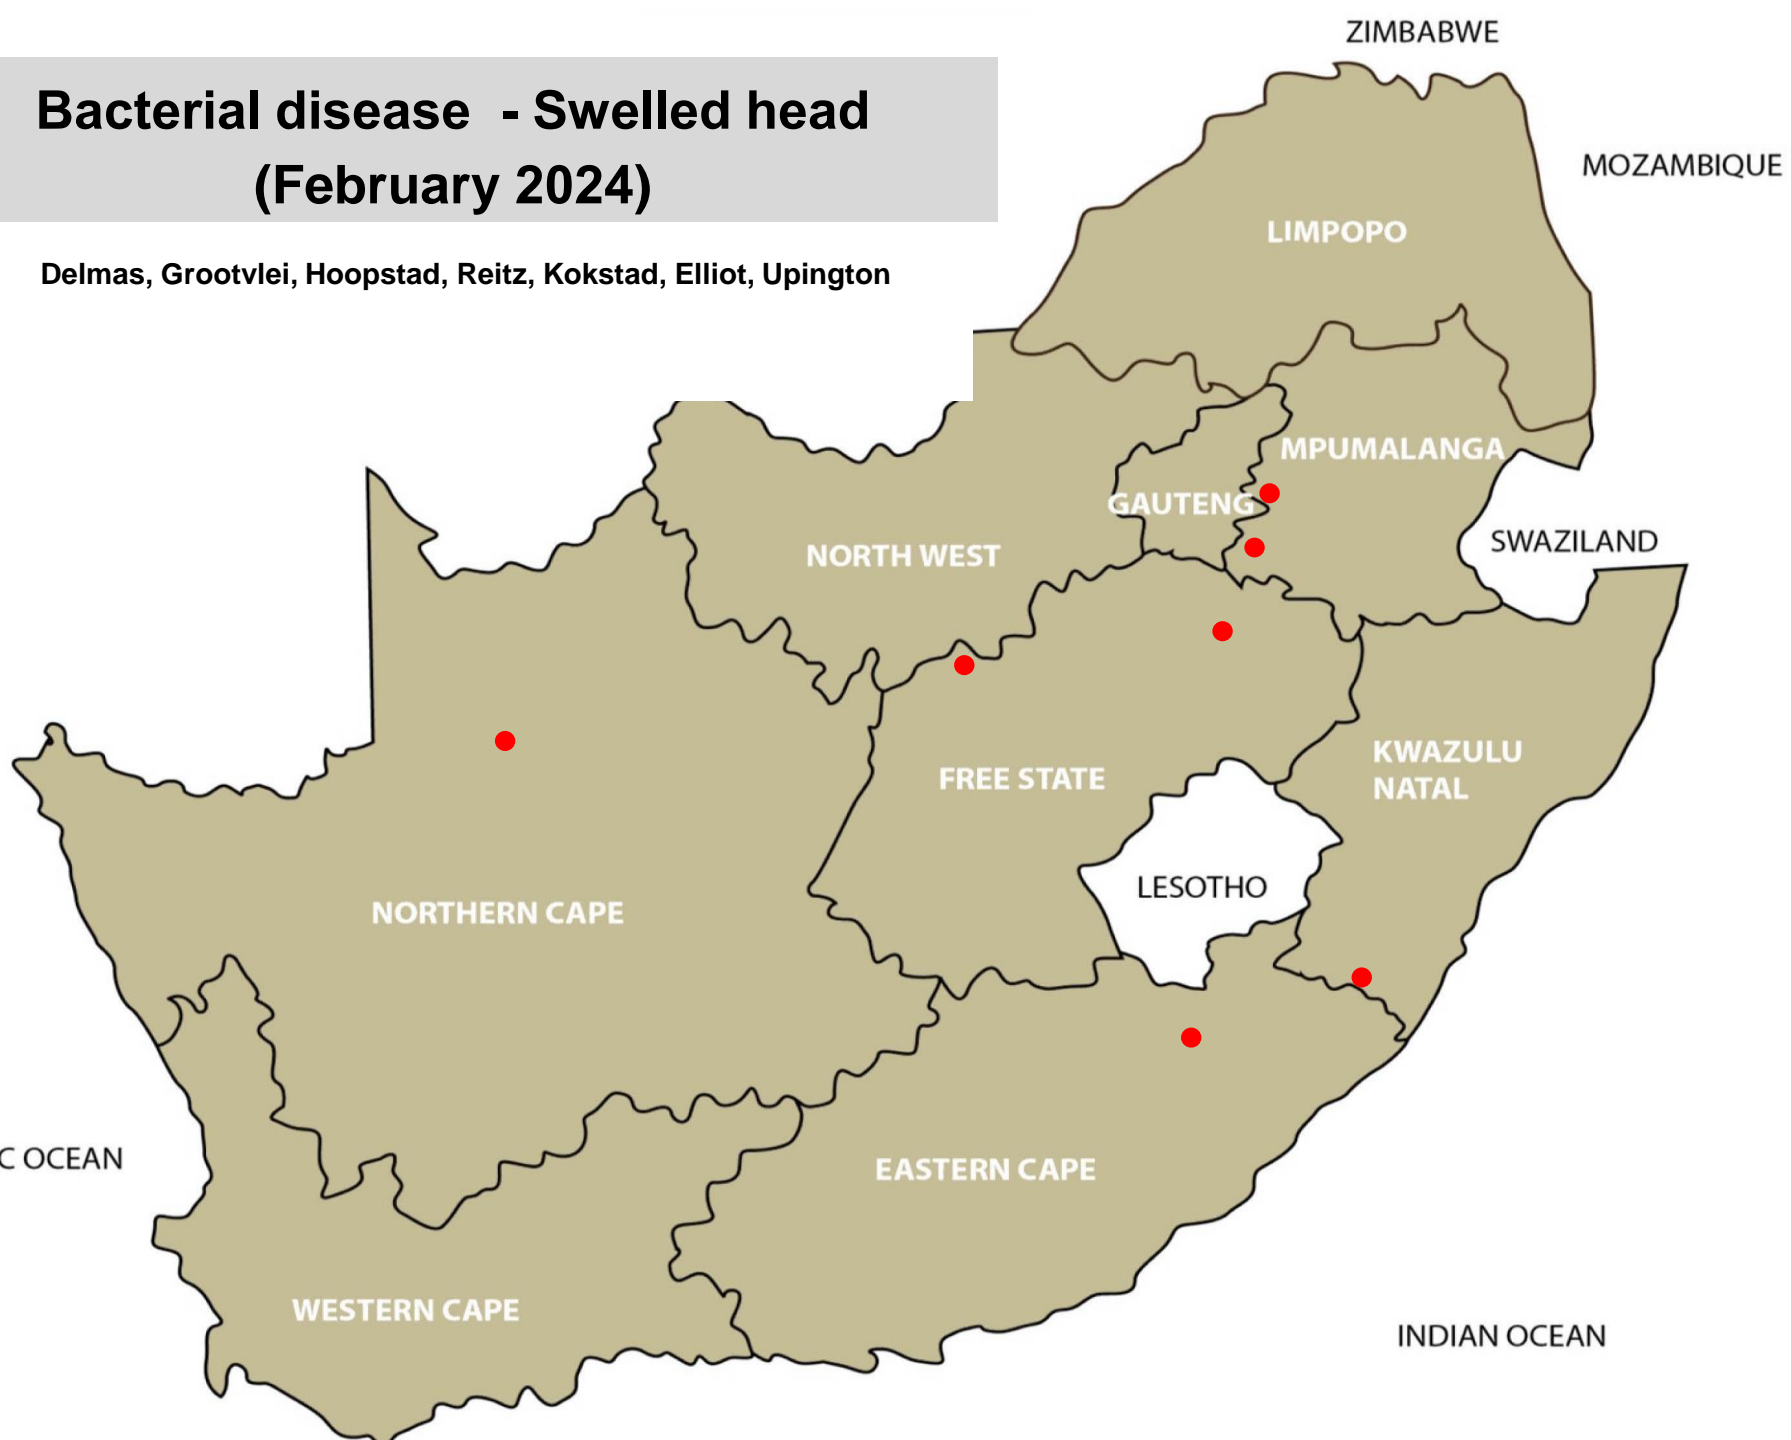 ZIMBABWE
Bacterial disease - Swelled head
(February 2024)
MOZAMBIQUE
LIMPOPO
Delmas, Grootvlei, Hoopstad, Reitz, Kokstad, Elliot, Upington
MPUMALANGA
GAUTENG
NORTH WEST
SWAZILAND
KWAZULU
NATAL
FREE STATE
LESOTHO
NORTHERN CAPE
C OCEAN
EASTERN CAPE
WESTERN CAPE
INDIAN OCEAN